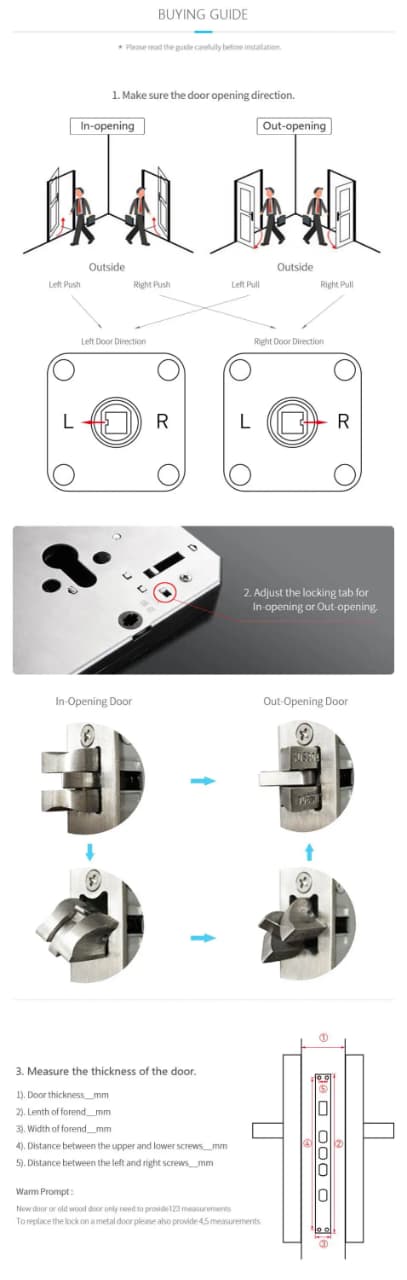 BUYING GUIDE
* Please read the guide carefully before installation.
1. Make sure the door opening direction.
In-opening
Out-opening
Outside
Outside
Left Push
Right Push
Left Pull
Right Pull
Left Door Direction
Right Door Direction
L
R
L
R
2. Adjust the locking tab for
In-opening or Out-opening.
In-Opening Door
Out-Opening Door
3. Measure the thickness of the door.
1). Door thickness__mm
2). Lenth of forend__mm
3). Width of forend__mm
4). Distance between the upper and lower screws__mm
5). Distance between the left and right screws__mm
Warm Prompt :
New door or old wood door only need to provide123 measurements
To replace the lock on a metal door please also provide 4,5 measurements
①
⑤
④
②
③